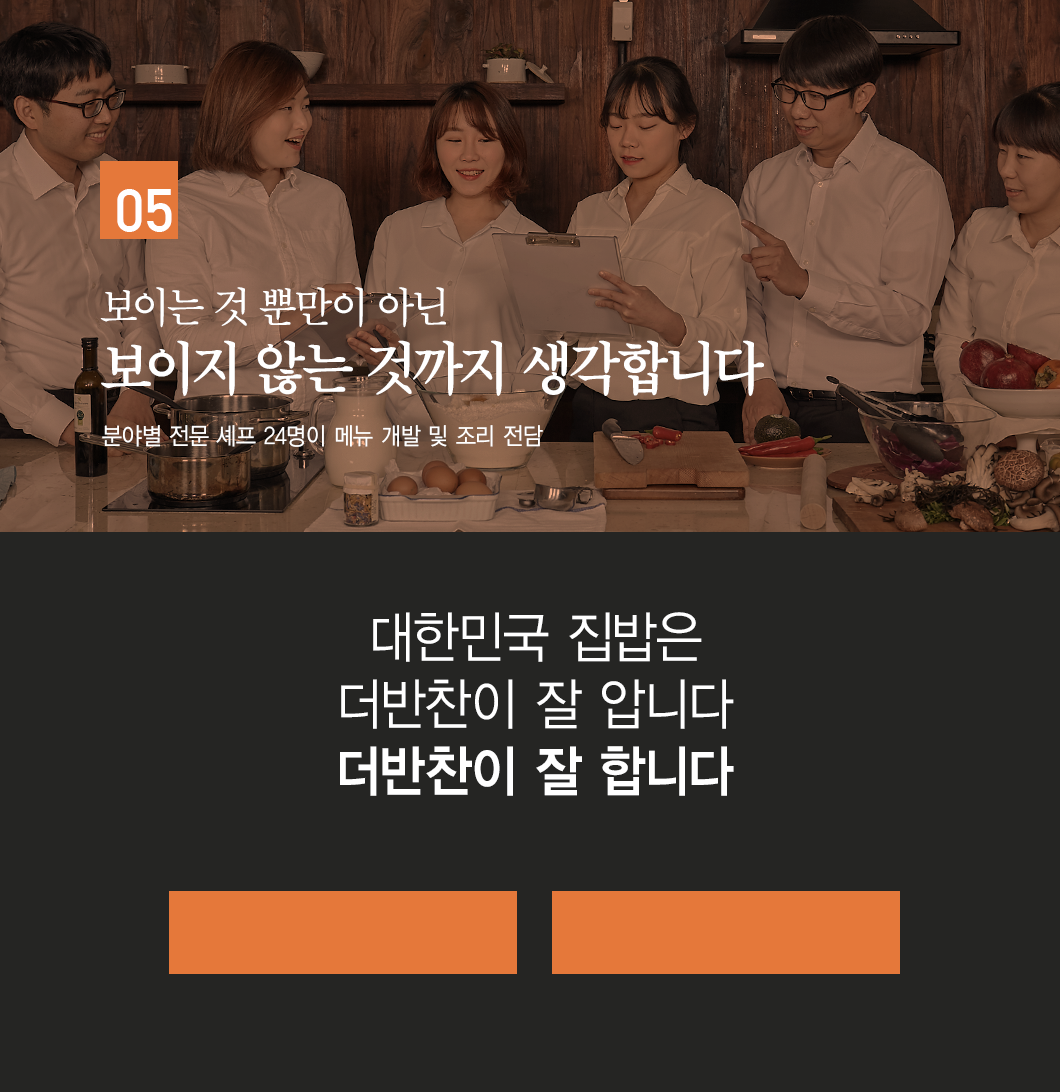 05
보이는 것 뿐만이 아닌
보이지 않는 것까지 생각합니다
분야별 전문 셰프 24명이 메뉴 개발 및 조리 전담
대한민국 집밥은
더반찬이 잘 압니다
더반찬이 잘 합니다